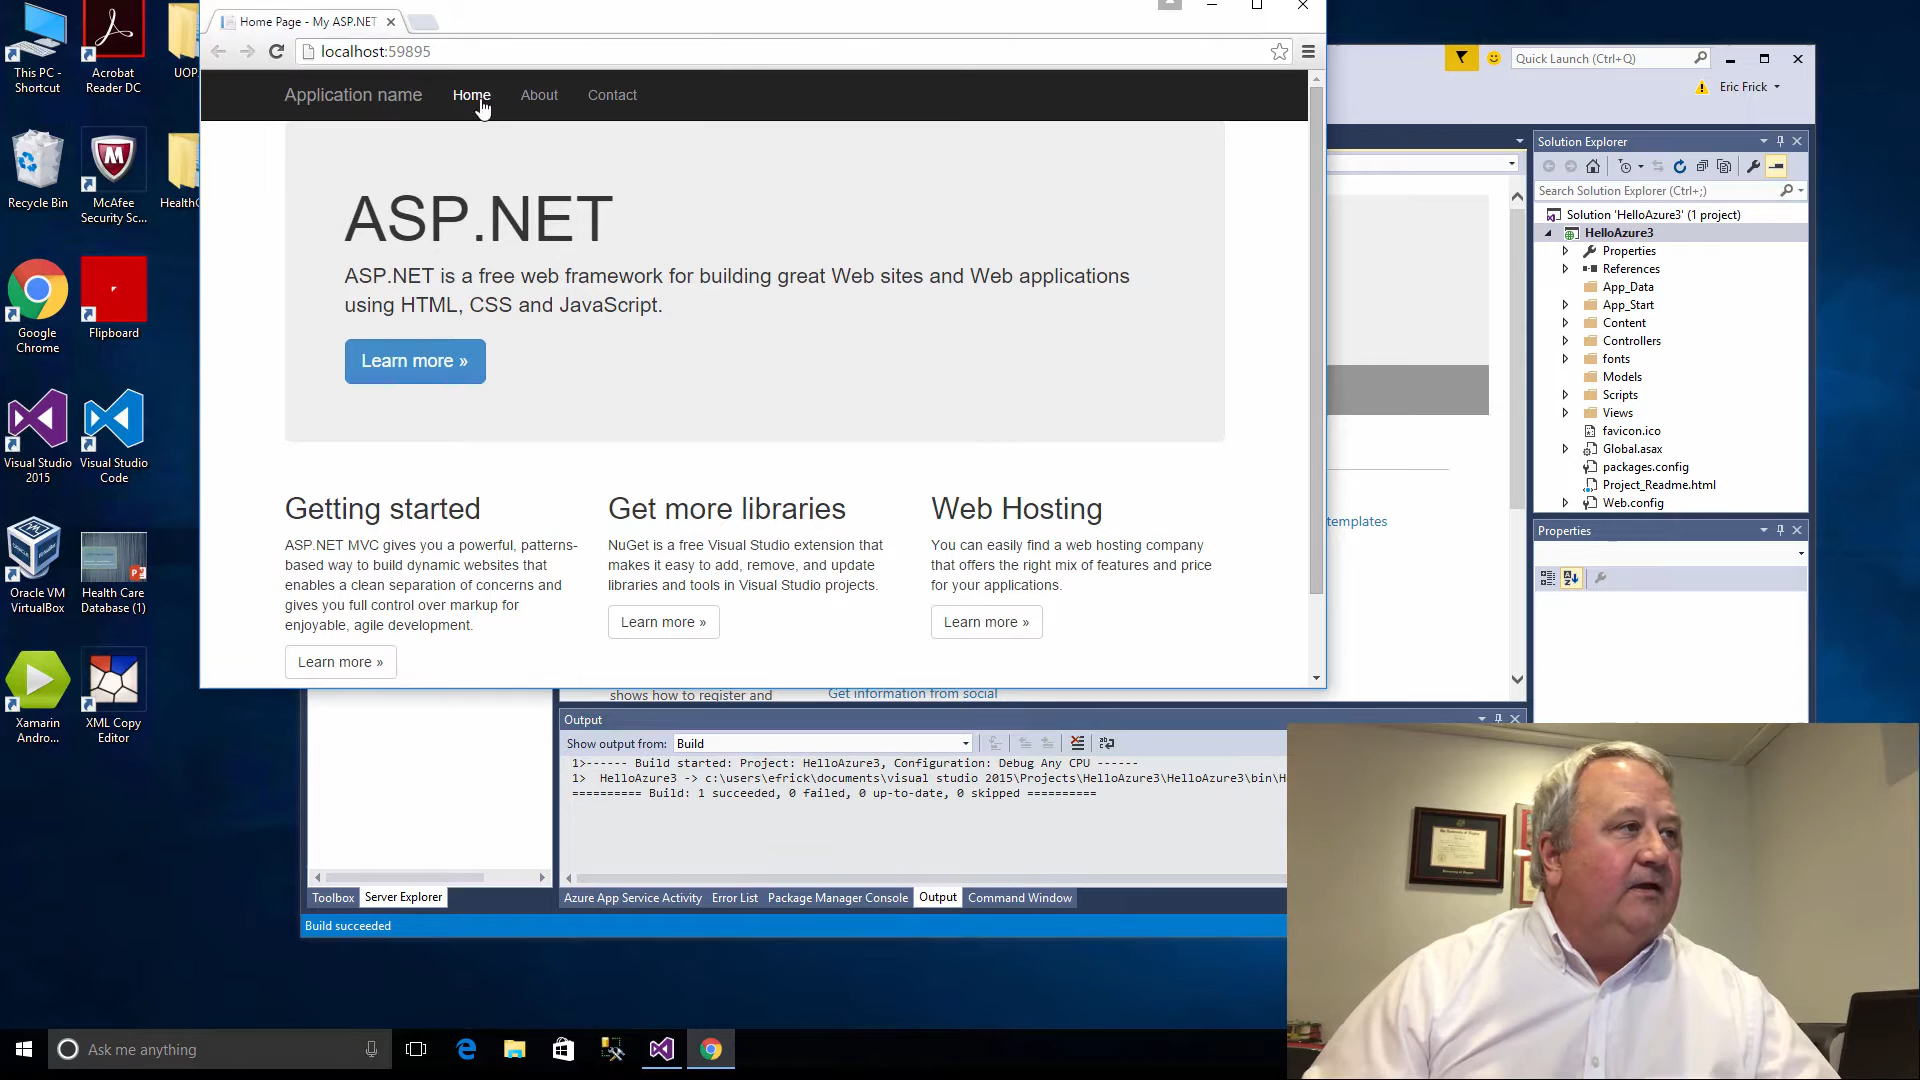 This PC -
Shortcut
Acrobat
Reader DC
UOP
Recycle Bin
McAfee
Security Sc...
Google
Chrome
Flipboard
Visual Studio
2015
Visual Studio
Code
Oracle VM
VirtualBox
Health Care
Database (1)
Xamarin
Andro...
XML Copy
Editor
Home Page - My ASP.NET
localhost:59895
Application name
Home
About
Contact
ASP.NET
ASP.NET is a free web framework for building great Web sites and Web applications
using HTML, CSS and JavaScript.
Learn more »
Getting started
ASP.NET MVC gives you a powerful, patterns-
based way to build dynamic websites that
enables a clean separation of concerns and
gives you full control over markup for
enjoyable, agile development.
Learn more »
Get more libraries
NuGet is a free Visual Studio extension that
makes it easy to add, remove, and update
libraries and tools in Visual Studio projects.
Learn more »
Web Hosting
You can easily find a web hosting company
that offers the right mix of features and price
for your applications.
Learn more »
Quick Launch (Ctrl+Q)
Eric Frick
Solution Explorer
Search Solution Explorer (Ctrl+;)
Solution 'HelloAzure3' (1 project)
HelloAzure3
Properties
References
App_Data
App_Start
Content
Controllers
fonts
Models
Scripts
Views
favicon.ico
Global.asax
packages.config
Project_Readme.html
Web.config
Properties
templates
shows how to register and
Get information from social
Output
Show output from: Build
1>------ Build started: Project: HelloAzure3, Configuration: Debug Any CPU ------
1>  HelloAzure3 -> c:\users\efrick\documents\visual studio 2015\Projects\HelloAzure3\HelloAzure3\bin\H
========== Build: 1 succeeded, 0 failed, 0 up-to-date, 0 skipped ==========
Toolbox
Server Explorer
Azure App Service Activity
Error List
Package Manager Console
Output
Command Window
Build succeeded
Ask me anything